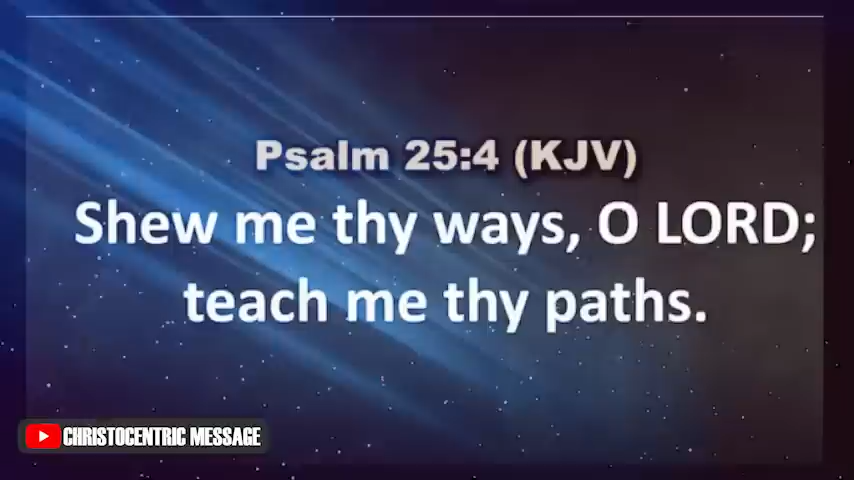 Psalm 25:4 (KJV)
Shew me thy ways, O LORD;
teach me thy paths.
CHRISTOCENTRIC MESSAGE